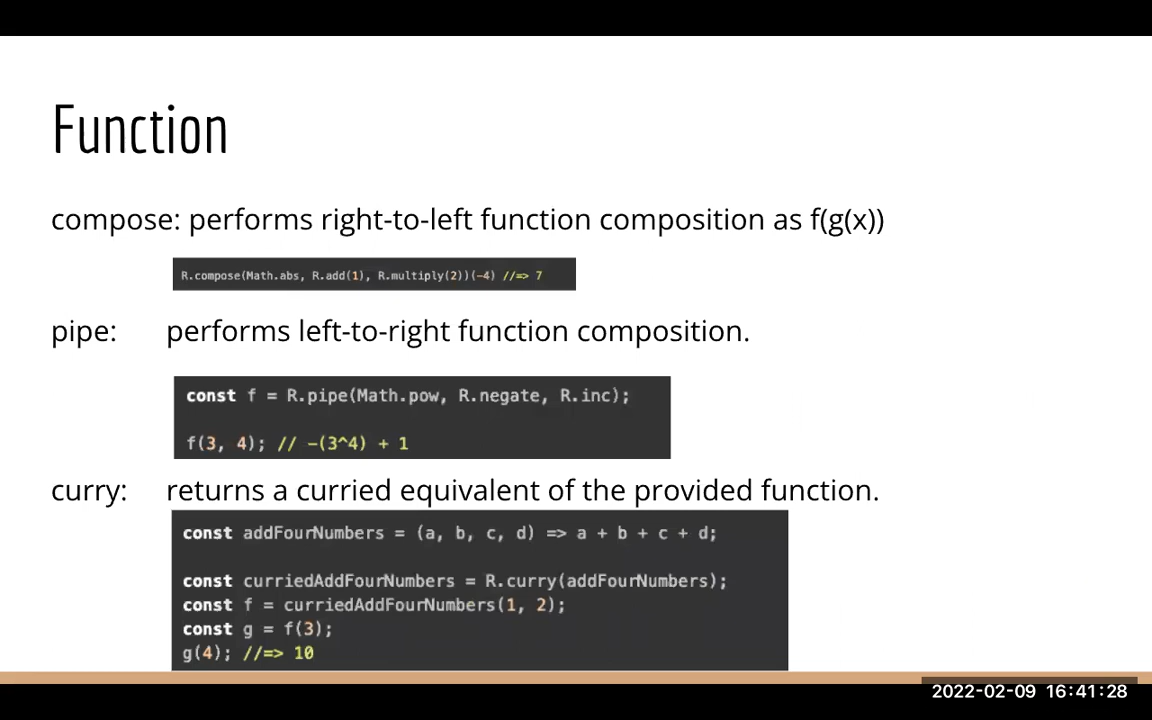 Function
compose: performs right-to-left function composition as f(g(x))
R.compose(Math.abs, R.add(1), R.multiply(2))(-4) //=> 7
pipe: performs left-to-right function composition.
const f = R.pipe(Math.pow, R.negate, R.inc);
f(3, 4); // -(3^4) + 1
curry: returns a curried equivalent of the provided function.
const addFourNumbers = (a, b, c, d) => a + b + c + d;
const curriedAddFourNumbers = R.curry(addFourNumbers);
const f = curriedAddFourNumbers(1, 2);
const g = f(3);
g(4); //=> 10
2022-02-09 16:41:28